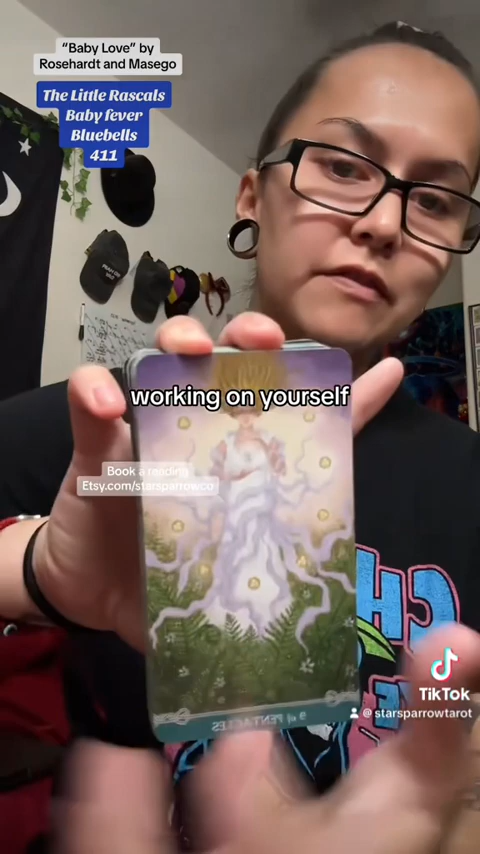 “Baby Love” by
Rosehardt and Masego
The Little Rascals
Baby fever
Bluebells
411
working on yourself
Book a reading
Etsy.com/starsparrowco
9 of PENTACLES
TikTok
@starsparrowtarot